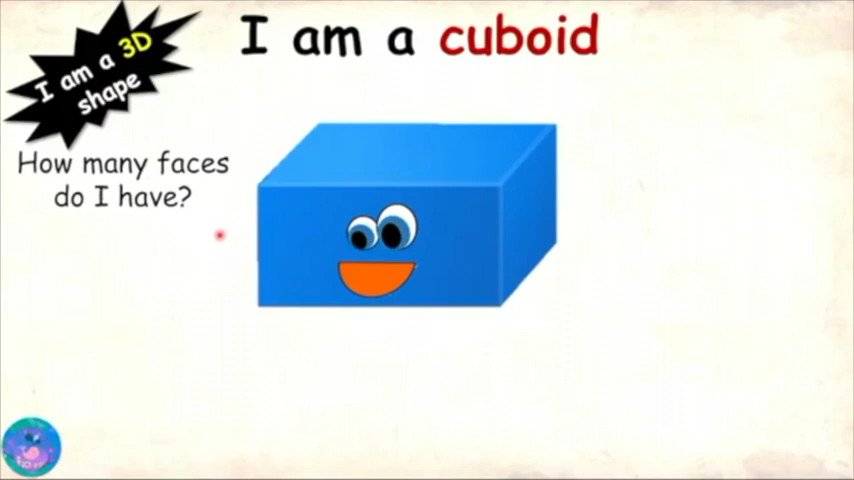 I am a cuboid
I am a 3D
shape
How many faces
do I have?